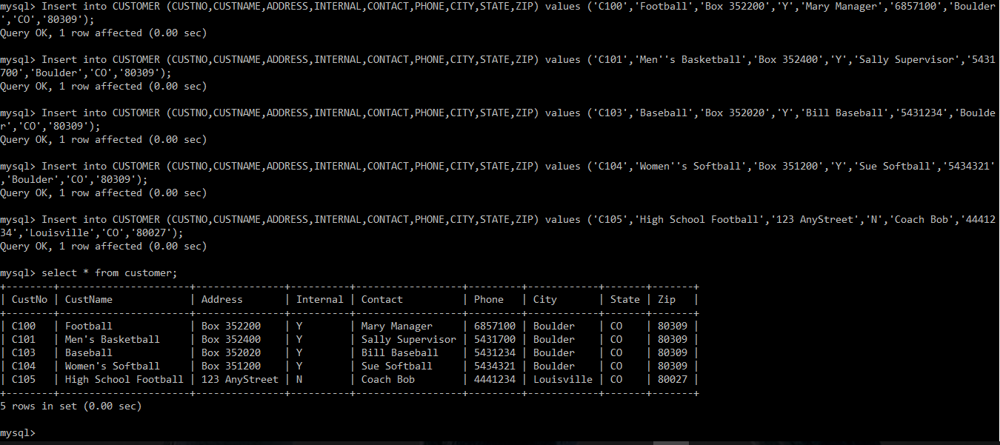 mysql> Insert into CUSTOMER (CUSTNO,CUSTNAME,ADDRESS,INTERNAL,CONTACT,PHONE,CITY,STATE,ZIP) values ('C100','Football','Box 352200','Y','Mary Manager','6857100','Boulder
','CO','80309');
Query OK, 1 row affected (0.00 sec)
mysql> Insert into CUSTOMER (CUSTNO,CUSTNAME,ADDRESS,INTERNAL,CONTACT,PHONE,CITY,STATE,ZIP) values ('C101','Men''s Basketball','Box 352400','Y','Sally Supervisor','5431
700','Boulder','CO','80309');
Query OK, 1 row affected (0.00 sec)
mysql> Insert into CUSTOMER (CUSTNO,CUSTNAME,ADDRESS,INTERNAL,CONTACT,PHONE,CITY,STATE,ZIP) values ('C103','Baseball','Box 352020','Y','Bill Baseball','5431234','Boulde
r','CO','80309');
Query OK, 1 row affected (0.00 sec)
mysql> Insert into CUSTOMER (CUSTNO,CUSTNAME,ADDRESS,INTERNAL,CONTACT,PHONE,CITY,STATE,ZIP) values ('C104','Women''s Softball','Box 351200','Y','Sue Softball','5434321'
,'Boulder','CO','80309');
Query OK, 1 row affected (0.00 sec)
mysql> Insert into CUSTOMER (CUSTNO,CUSTNAME,ADDRESS,INTERNAL,CONTACT,PHONE,CITY,STATE,ZIP) values ('C105','High School Football','123 AnyStreet','N','Coach Bob','44412
34','Louisville','CO','80027');
Query OK, 1 row affected (0.00 sec)
mysql> select * from customer;
+--------+----------------------+---------------+----------+------------------+---------+------------+-------+-------+
| CustNo | CustName             | Address       | Internal | Contact          | Phone   | City       | State | Zip   |
+--------+----------------------+---------------+----------+------------------+---------+------------+-------+-------+
| C100   | Football             | Box 352200    | Y        | Mary Manager     | 6857100 | Boulder    | CO    | 80309 |
| C101   | Men's Basketball     | Box 352400    | Y        | Sally Supervisor | 5431700 | Boulder    | CO    | 80309 |
| C103   | Baseball             | Box 352020    | Y        | Bill Baseball    | 5431234 | Boulder    | CO    | 80309 |
| C104   | Women's Softball     | Box 351200    | Y        | Sue Softball     | 5434321 | Boulder    | CO    | 80309 |
| C105   | High School Football | 123 AnyStreet | N        | Coach Bob        | 4441234 | Louisville | CO    | 80027 |
+--------+----------------------+---------------+----------+------------------+---------+------------+-------+-------+
5 rows in set (0.00 sec)
mysql>